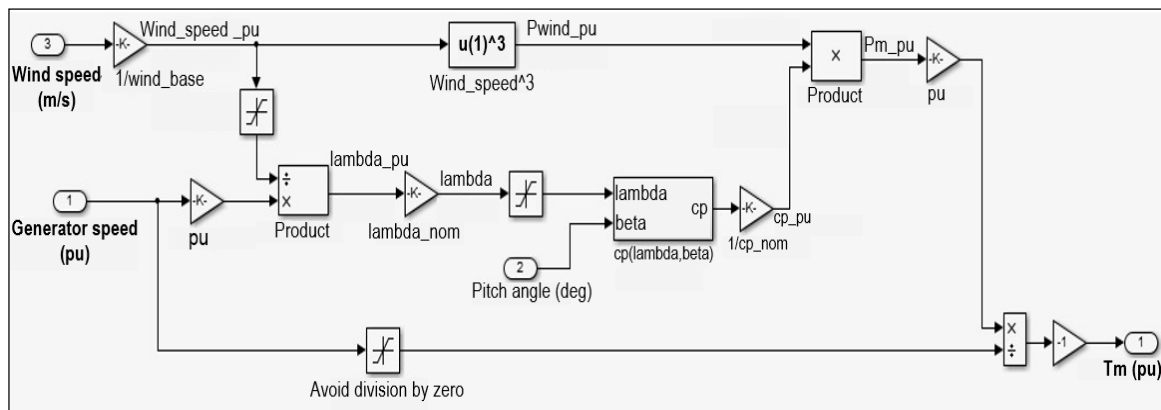 3
Wind speed
(m/s)
-K-
1/wind_base
Wind_speed _pu
u(1)^3
Wind_speed^3
Pwind_pu
×
Product
Pm_pu
-K-
pu
1
Generator speed
(pu)
-K-
pu
÷
×
Product
lambda_pu
-K-
lambda_nom
lambda
lambda
beta
cp
cp(lambda,beta)
-K-
1/cp_nom
cp_pu
2
Pitch angle (deg)
Avoid division by zero
×
÷
-1
1
Tm (pu)